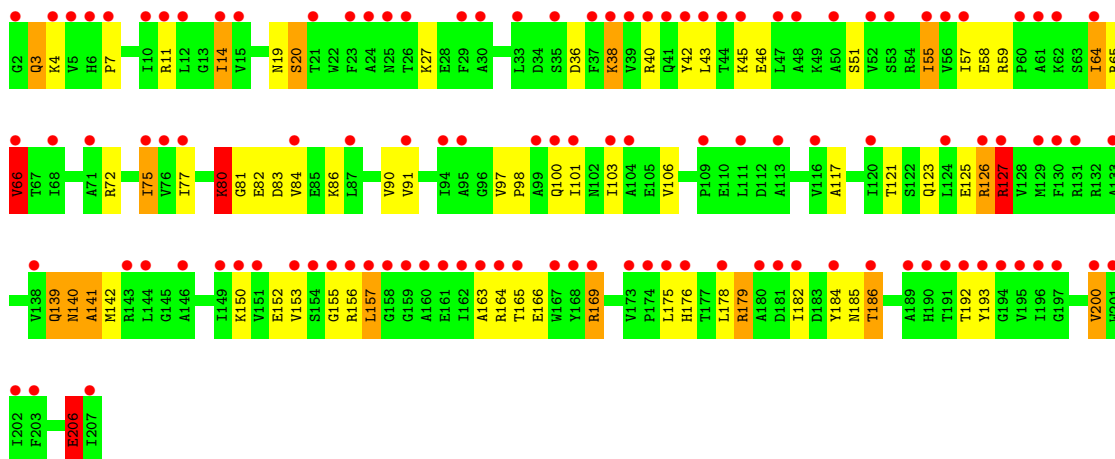 G2 Q3 K4 V5 H6 P7 I10 R11 L12 G13 I14 V15 N19 S20 T21 W22 F23 A24 N25 T26 K27 E28 F29 A30 L33 D34 S35 D36 F37 K38 V39 R40 Q41 Y42 L43 T44 K45 E46 L47 A48 K49 A50 S51 V52 S53 R54 I55 V56 I57 E58 R59 P60 A61 K62 S63 I64 R65
V66 T67 I68 A71 R72 I75 V76 I77 K80 G81 E82 D83 V84 E85 K86 L87 V90 V91 I94 A95 G96 V97 P98 A99 Q100 I101 N102 I103 A104 E105 V106 P109 E110 L111 D112 A113 V116 A117 I120 T121 S122 Q123 L124 E125 R126 R127 V128 M129 F130 R131 R132 A133
V138 Q139 N140 A141 M142 R143 L144 G145 A146 I149 K150 V151 E152 V153 S154 G155 R156 L157 G158 G159 A160 E161 I162 A163 R164 T165 E166 W167 Y168 R169 V173 P174 L175 H176 T177 L178 R179 A180 D181 I182 D183 Y184 N185 T186 A189 H190 T191 T192 Y193 G194 V195 I196 G197 V200
I202 F203 E206 I207